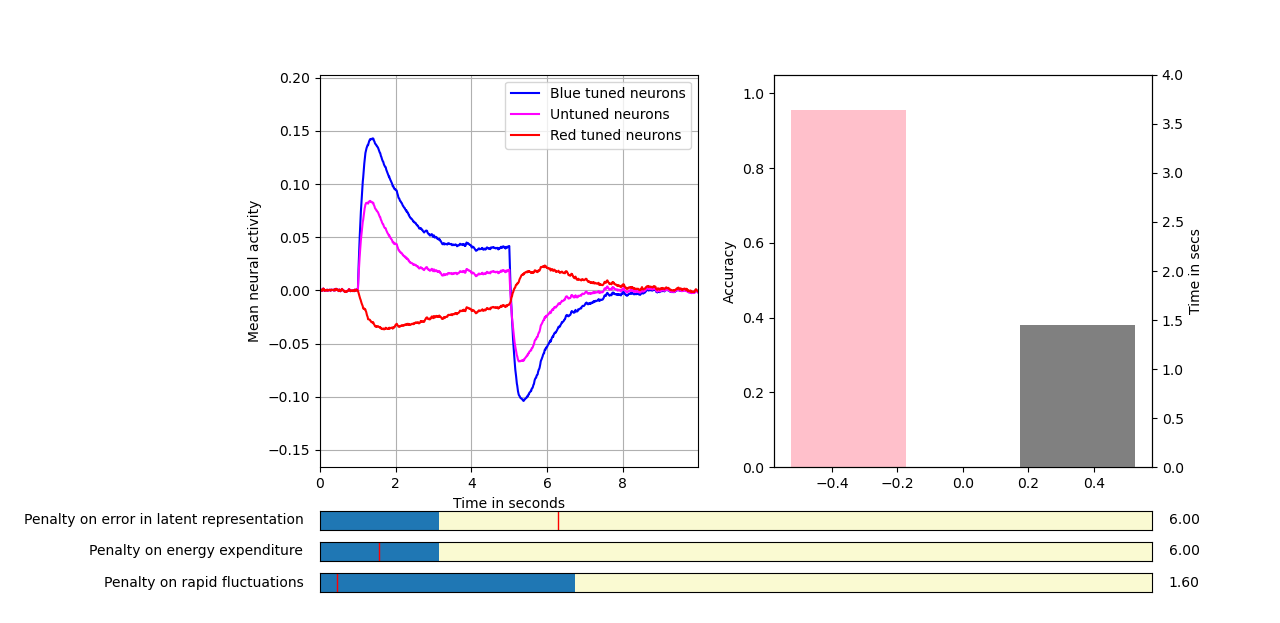 0.20
0.15
0.10
0.05
0.00
−0.05
−0.10
−0.15
Mean neural activity
0 2 4 6 8
Time in seconds
Blue tuned neurons
Untuned neurons
Red tuned neurons
1.0
0.8
0.6
0.4
0.2
0.0
Accuracy
−0.4 −0.2 0.0 0.2 0.4
4.0
3.5
3.0
2.5
2.0
1.5
1.0
0.5
0.0
Time in secs
Penalty on error in latent representation 6.00
Penalty on energy expenditure 6.00
Penalty on rapid fluctuations 1.60